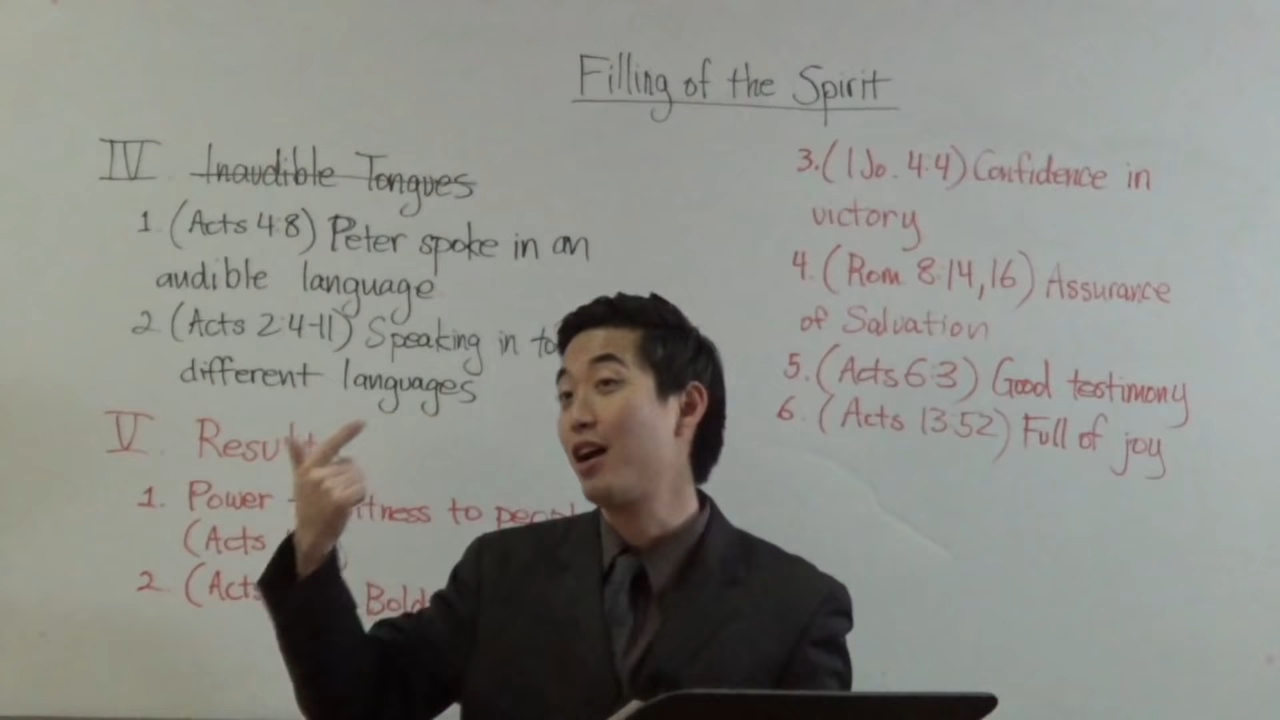 Filling of the Spirit
IV Inaudible Tongues
1 (Acts 4:8) Peter spoke in an
audible language
2 (Acts 2:4-11) Speaking in
different languages
V. 
1. Power to people
(Acts
2 (Acts
3. (1 Jo. 4:4) Confidence in
victory
4. (Rom 8:14,16) Assurance
of Salvation
5. (Acts 6:3) Good testimony
6. (Acts 13:52) Full of joy